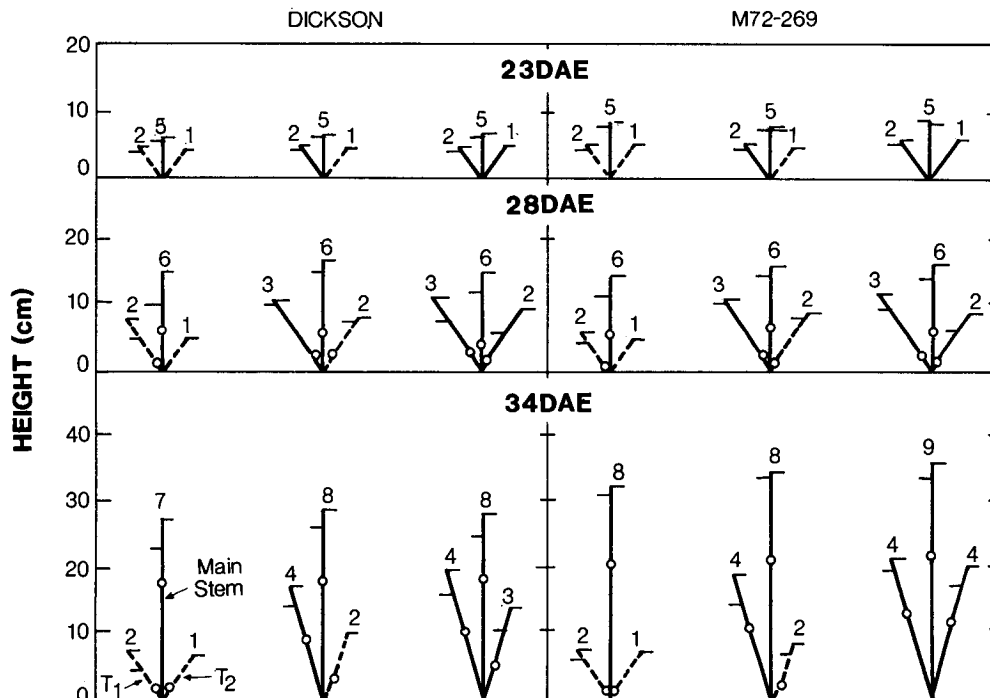 DICKSON M72-269
HEIGHT (cm)
23DAE
20
10
0
2 5 1 2 5 1 2 5 1 2 5 1 2 5 1 2 5 1
28DAE
20
10
0
2 6 1 3 6 2 3 6 2 2 6 1 3 6 2 3 6 2
34DAE
40
30
20
10
0
7 8 8 8 8 9
Main
Stem
2 1 4 2 4 3 2 1 4 2 4 4
T1 T2